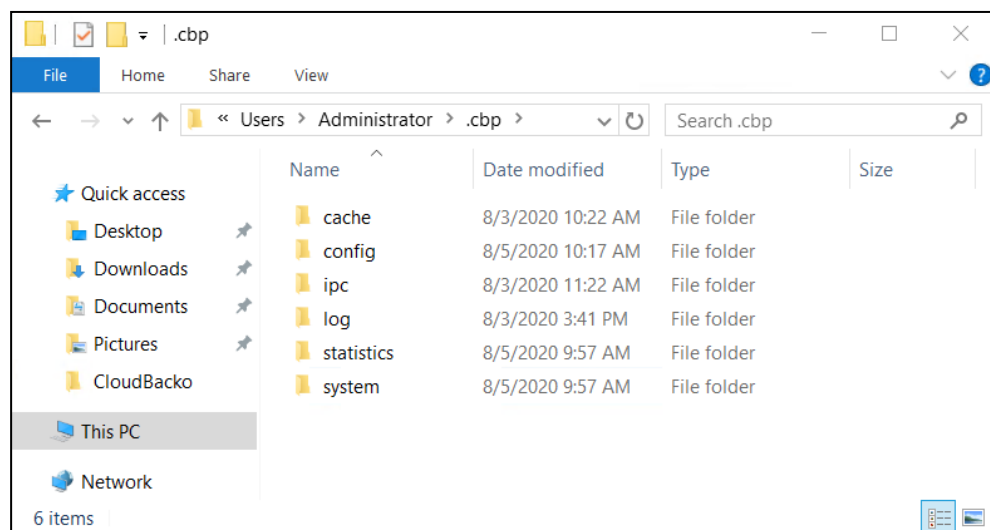 .cbp
File Home Share View
« Users > Administrator > .cbp >
Search .cbp
Name Date modified Type Size
Quick access
Desktop
Downloads
Documents
Pictures
CloudBacko
This PC
Network
cache 8/3/2020 10:22 AM File folder
config 8/5/2020 10:17 AM File folder
ipc 8/3/2020 11:22 AM File folder
log 8/3/2020 3:41 PM File folder
statistics 8/5/2020 9:57 AM File folder
system 8/5/2020 9:57 AM File folder
6 items